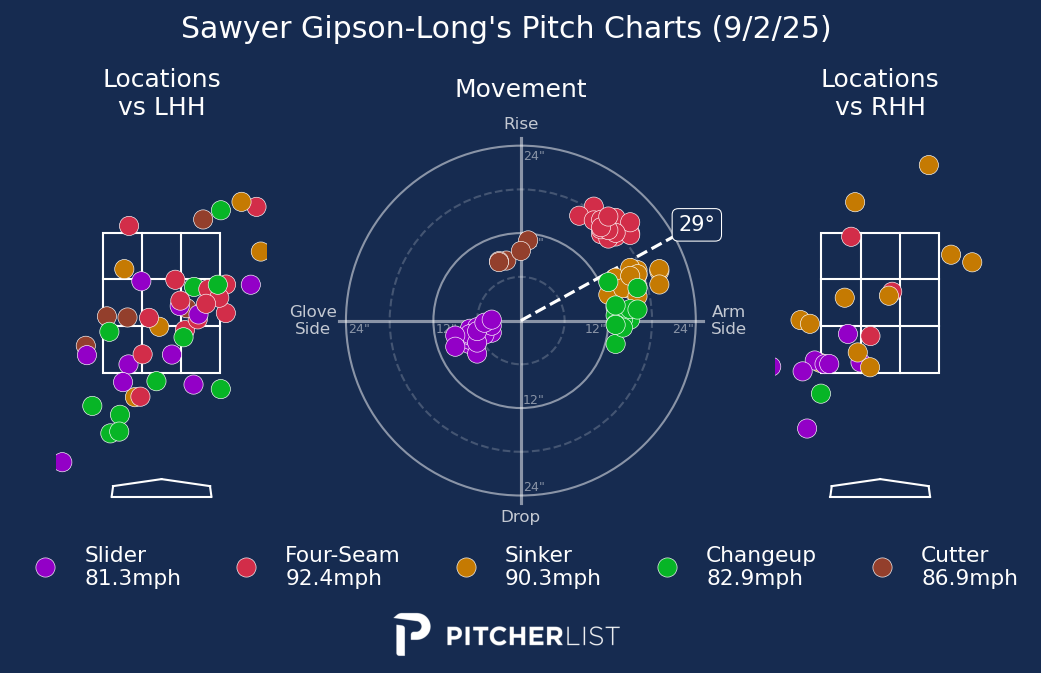 Sawyer Gipson-Long's Pitch Charts (9/2/25)
Locations
vs LHH
Movement
Locations
vs RHH
Rise
24"
29°
Glove
Side
24"
12"
12"
24"
Arm
Side
12"
24"
Drop
Slider
81.3mph
Four-Seam
92.4mph
Sinker
90.3mph
Changeup
82.9mph
Cutter
86.9mph
PITCHERLIST